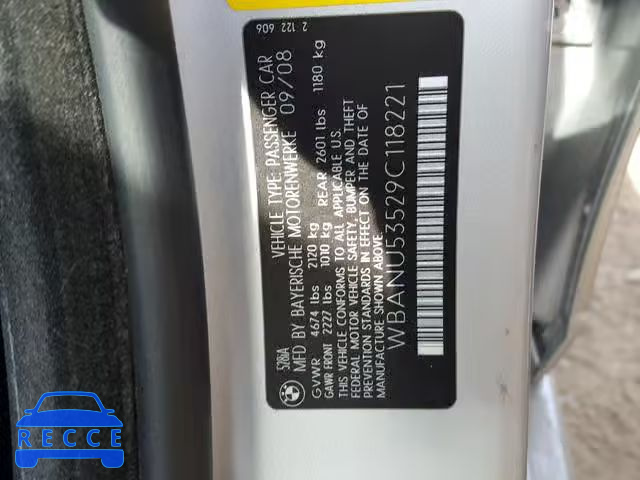 2 122 606
VEHICLE TYPE: PASSENGER CAR
528iA MFD BY BAYERISCHE MOTORENWERKE 09/08
GVWR 4674 lbs 2120 kg
GAWR FRONT 2227 lbs 1010 kg REAR 2601 lbs 1180 kg
THIS VEHICLE CONFORMS TO ALL APPLICABLE U.S.
FEDERAL MOTOR VEHICLE SAFETY, BUMPER AND THEFT
PREVENTION STANDARDS IN EFFECT ON THE DATE OF
MANUFACTURE SHOWN ABOVE.
WBANU53529C118221
RECCE